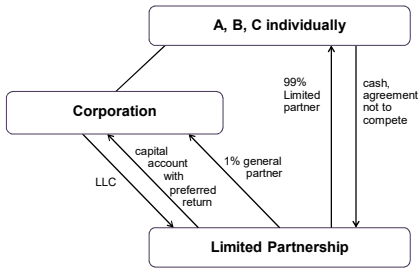 A, B, C individually
99%
Limited
partner
cash,
agreement
not to
compete
Corporation
capital
account
with
preferred
return
1% general
partner
LLC
Limited Partnership